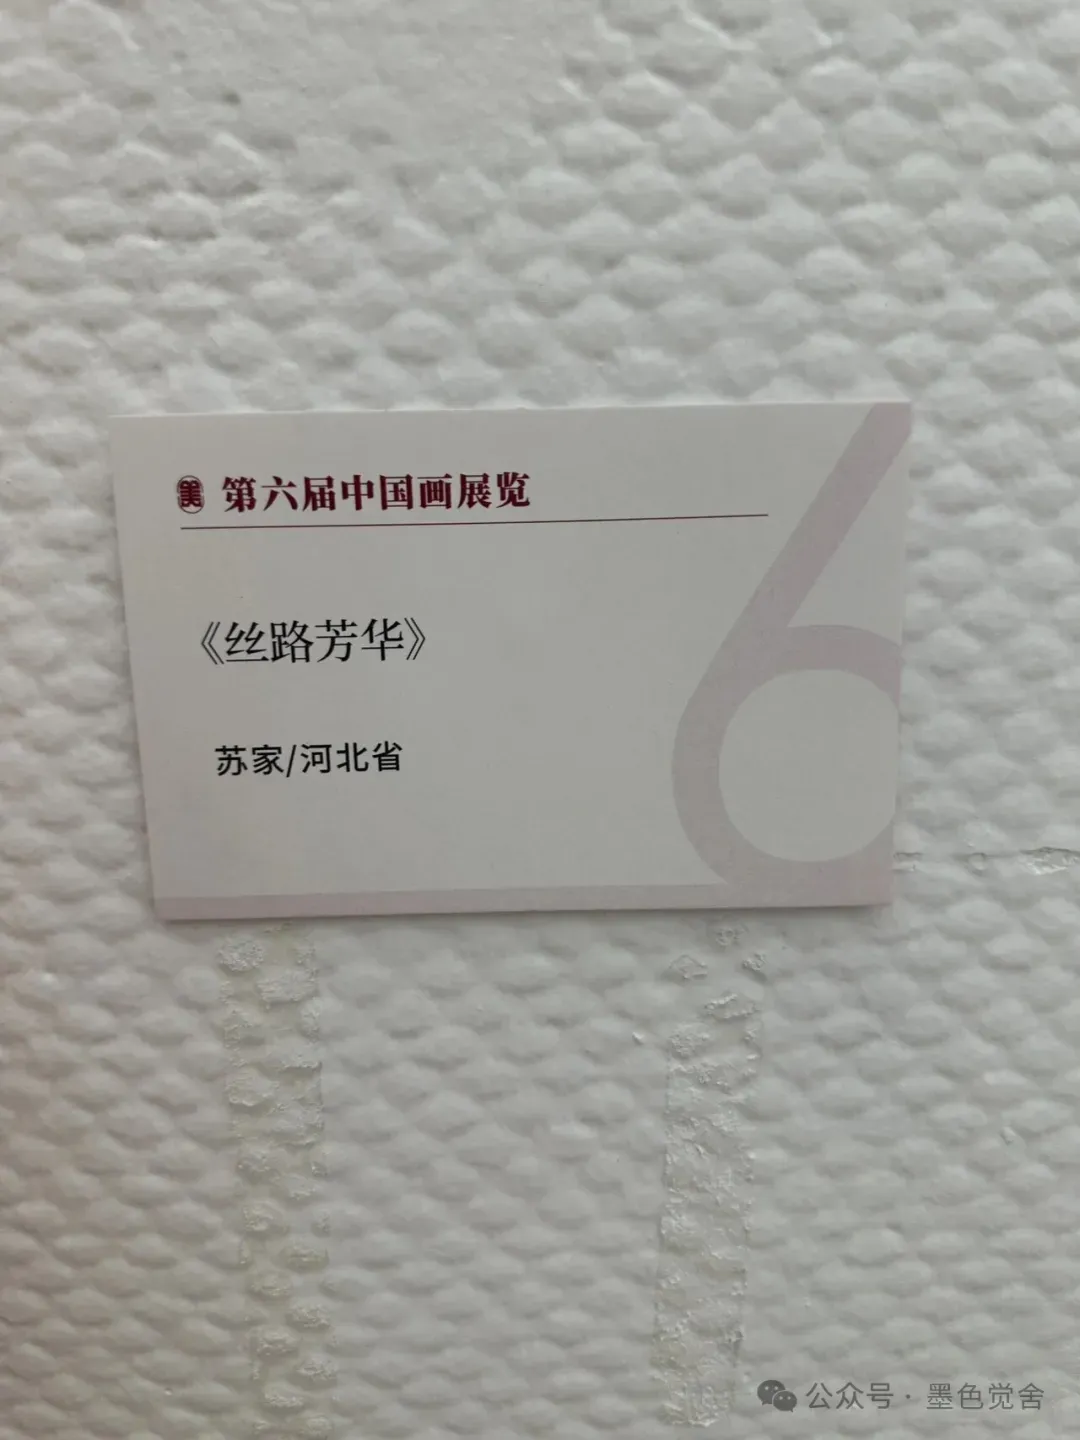 美 第六届中国画展览
《丝路芳华》
苏家/河北省
公众号·墨色觉舍